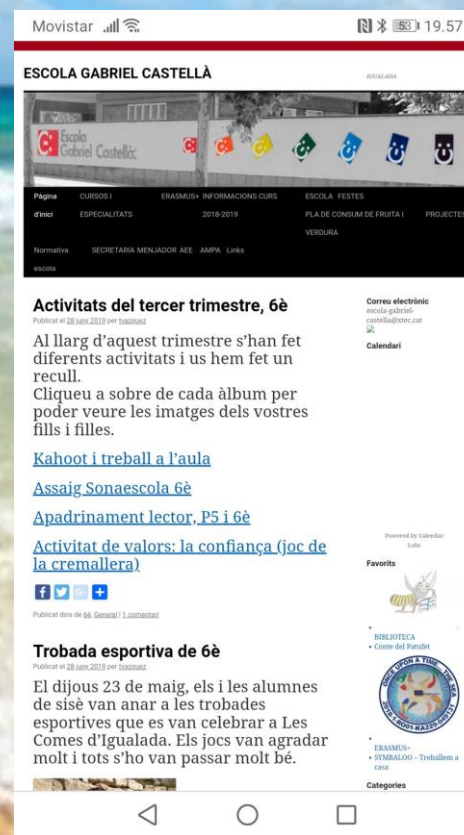 Movistar
53
19.57
ESCOLA GABRIEL CASTELLÀ
IGUALADA
Escola
Gabriel Castellà
Pàgina
d'inici
CURSOS I
ESPECIALITATS
ERASMUS+
INFORMACIONS CURS
2018-2019
ESCOLA
FESTES
PLA DE CONSUM DE FRUITA I
VERDURA
PROJECTES
Normativa
escola
SECRETARIA MENJADOR AEE AMPA Links
Activitats del tercer trimestre, 6è
Publicat el 28 juny 2019 per tvazquez
Al llarg d'aquest trimestre s'han fet
diferents activitats i us hem fet un
recull.
Cliqueu a sobre de cada àlbum per
poder veure les imatges dels vostres
fills i filles.
Kahoot i treball a l'aula
Assaig Sonaescola 6è
Apadrinament lector, P5 i 6è
Activitat de valors: la confiança (joc de
la cremallera)
Publicat dins de 6è, General | 1 comentari
Trobada esportiva de 6è
Publicat el 28 juny 2019 per tvazquez
El dijous 23 de maig, els i les alumnes
de sisè van anar a les trobades
esportives que es van celebrar a Les
Comes d'Igualada. Els jocs van agradar
molt i tots s'ho van passar molt bé.
Correu electrònic
escola-gabriel-
castella@xtec.cat
Calendari
Powered by Calendar
Labs
Favorits
BIBLIOTECA
Conte del Patufet
ONCE UPON A TIME... THE SEA
ERASMUS+
SYMBALOO – Treballem a
casa
Categories